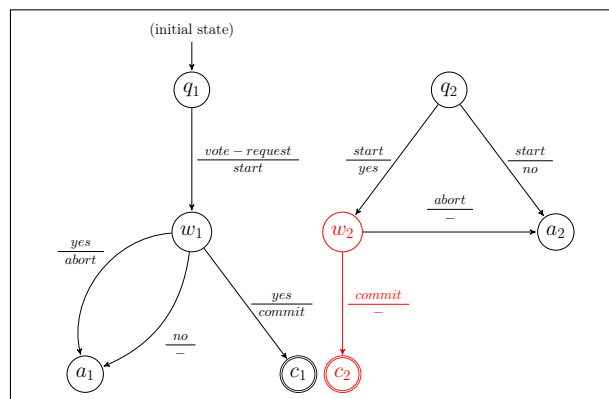 (initial state)
q1
q2
vote − request
start
start
yes
start
no
abort
−
w1
w2
a2
yes
abort
yes
commit
commit
−
no
−
a1
c1
c2